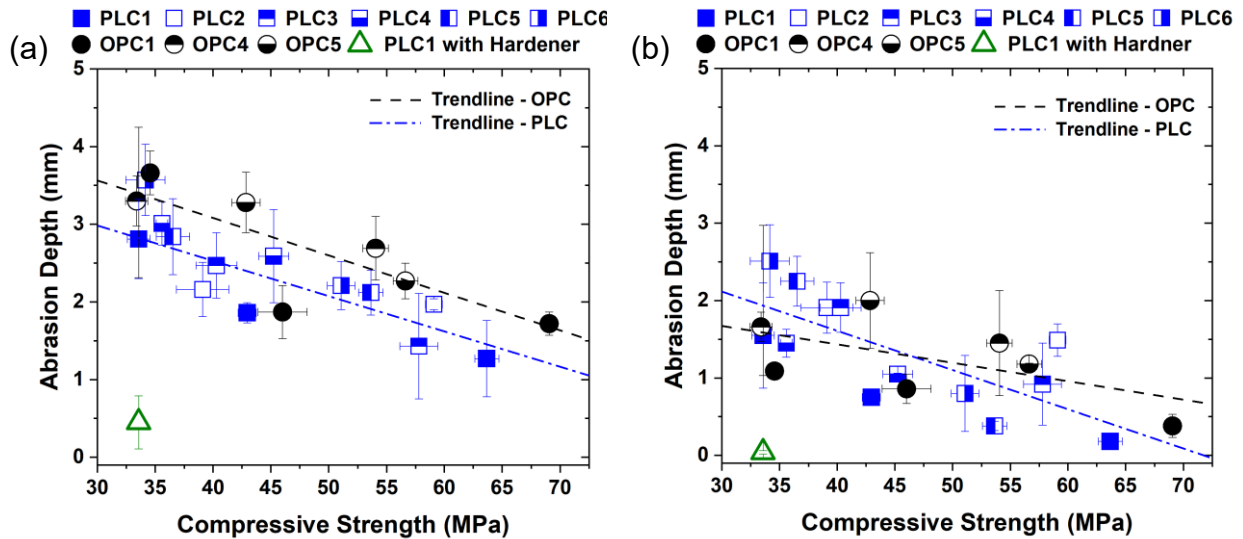 PLC1 PLC2 PLC3 PLC4 PLC5 PLC6
OPC1 OPC4 OPC5 PLC1 with Hardener
(a)
Trendline - OPC
Trendline - PLC
Abrasion Depth (mm)
5
4
3
2
1
0
30 35 40 45 50 55 60 65 70
Compressive Strength (MPa)
PLC1 PLC2 PLC3 PLC4 PLC5 PLC6
OPC1 OPC4 OPC5 PLC1 with Hardner
(b)
Trendline - OPC
Trendline - PLC
Abrasion Depth (mm)
5
4
3
2
1
0
30 35 40 45 50 55 60 65 70
Compressive Strength (MPa)